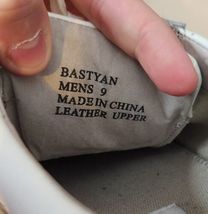 BASTYAN
MENS 9
MADE IN CHINA
LEATHER UPPER